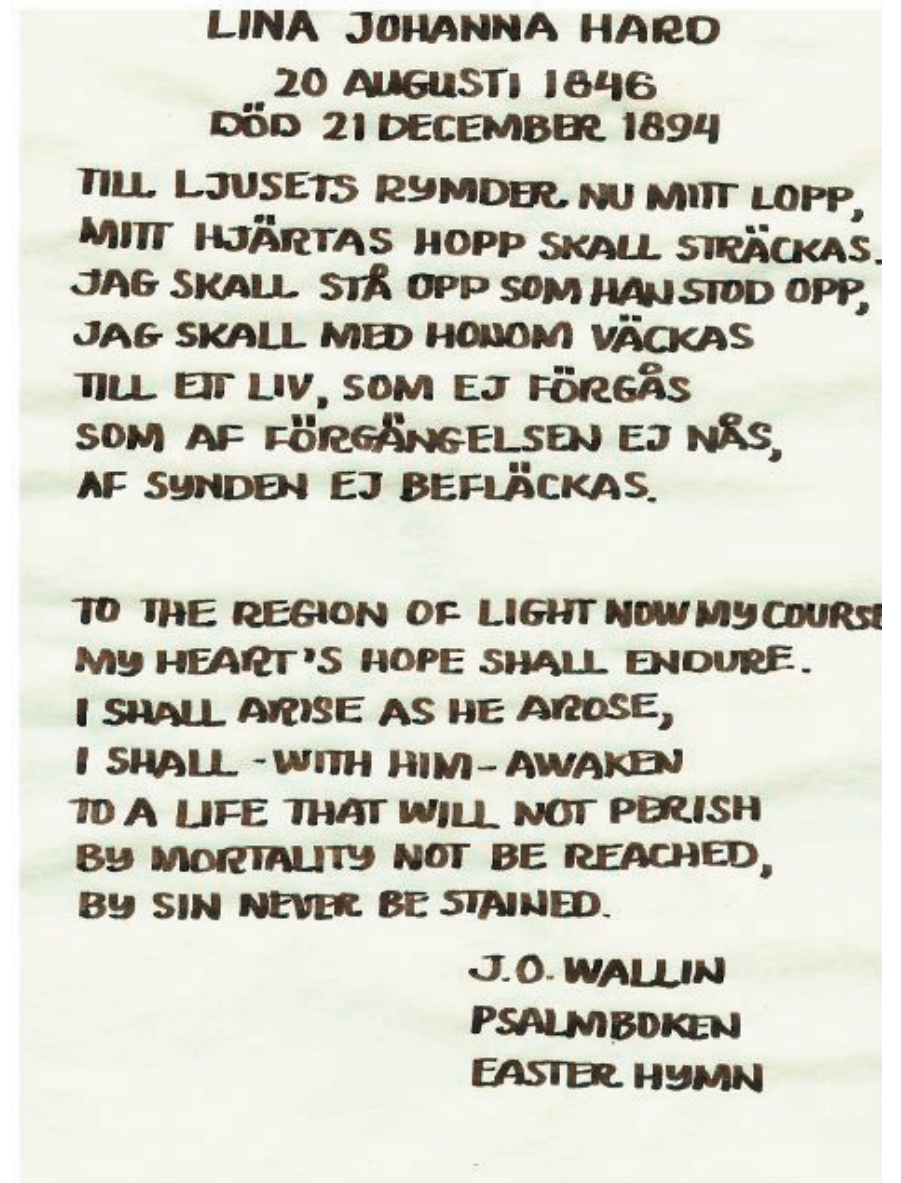 LINA JOHANNA HARD
20 AUGUSTI 1846
DÖD 21 DECEMBER 1894
TILL LJUSETS RYMDER NU MITT LOPP,
MITT HJÄRTAS HOPP SKALL STRÄCKAS.
JAG SKALL STÅ OPP SOM HAN STOD OPP,
JAG SKALL MED HONOM VÄCKAS
TILL ETT LIV, SOM EJ FÖRGÅS
SOM AF FÖRGÄNGELSEN EJ NÅS,
AF SYNDEN EJ BEFLÄCKAS.
TO THE REGION OF LIGHT NOW MY COURSE
MY HEART'S HOPE SHALL ENDURE.
I SHALL ARISE AS HE AROSE,
I SHALL - WITH HIM - AWAKEN
TO A LIFE THAT WILL NOT PERISH
BY MORTALITY NOT BE REACHED,
BY SIN NEVER BE STAINED.
J.O. WALLIN
PSALMBOKEN
EASTER HYMN